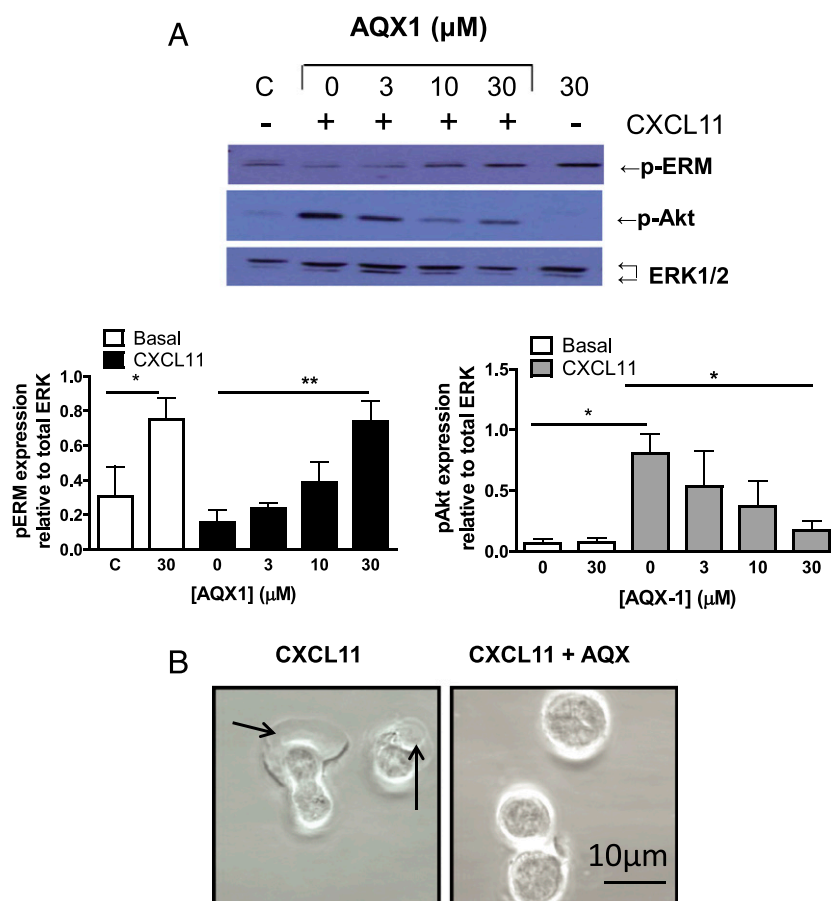 A
AQX1 (µM)
C 0 3 10 30 30
- + + + + - CXCL11
←p-ERM
←p-Akt
ERK1/2
Basal
CXCL11
* **
pERM expression
relative to total ERK
1.0
0.8
0.6
0.4
0.2
0.0
C 30 0 3 10 30
[AQX1] (µM)
Basal
CXCL11
*
*
pAkt expression
relative to total ERK
1.5
1.0
0.5
0.0
0 30 0 3 10 30
[AQX-1] (µM)
B
CXCL11 CXCL11 + AQX
10µm